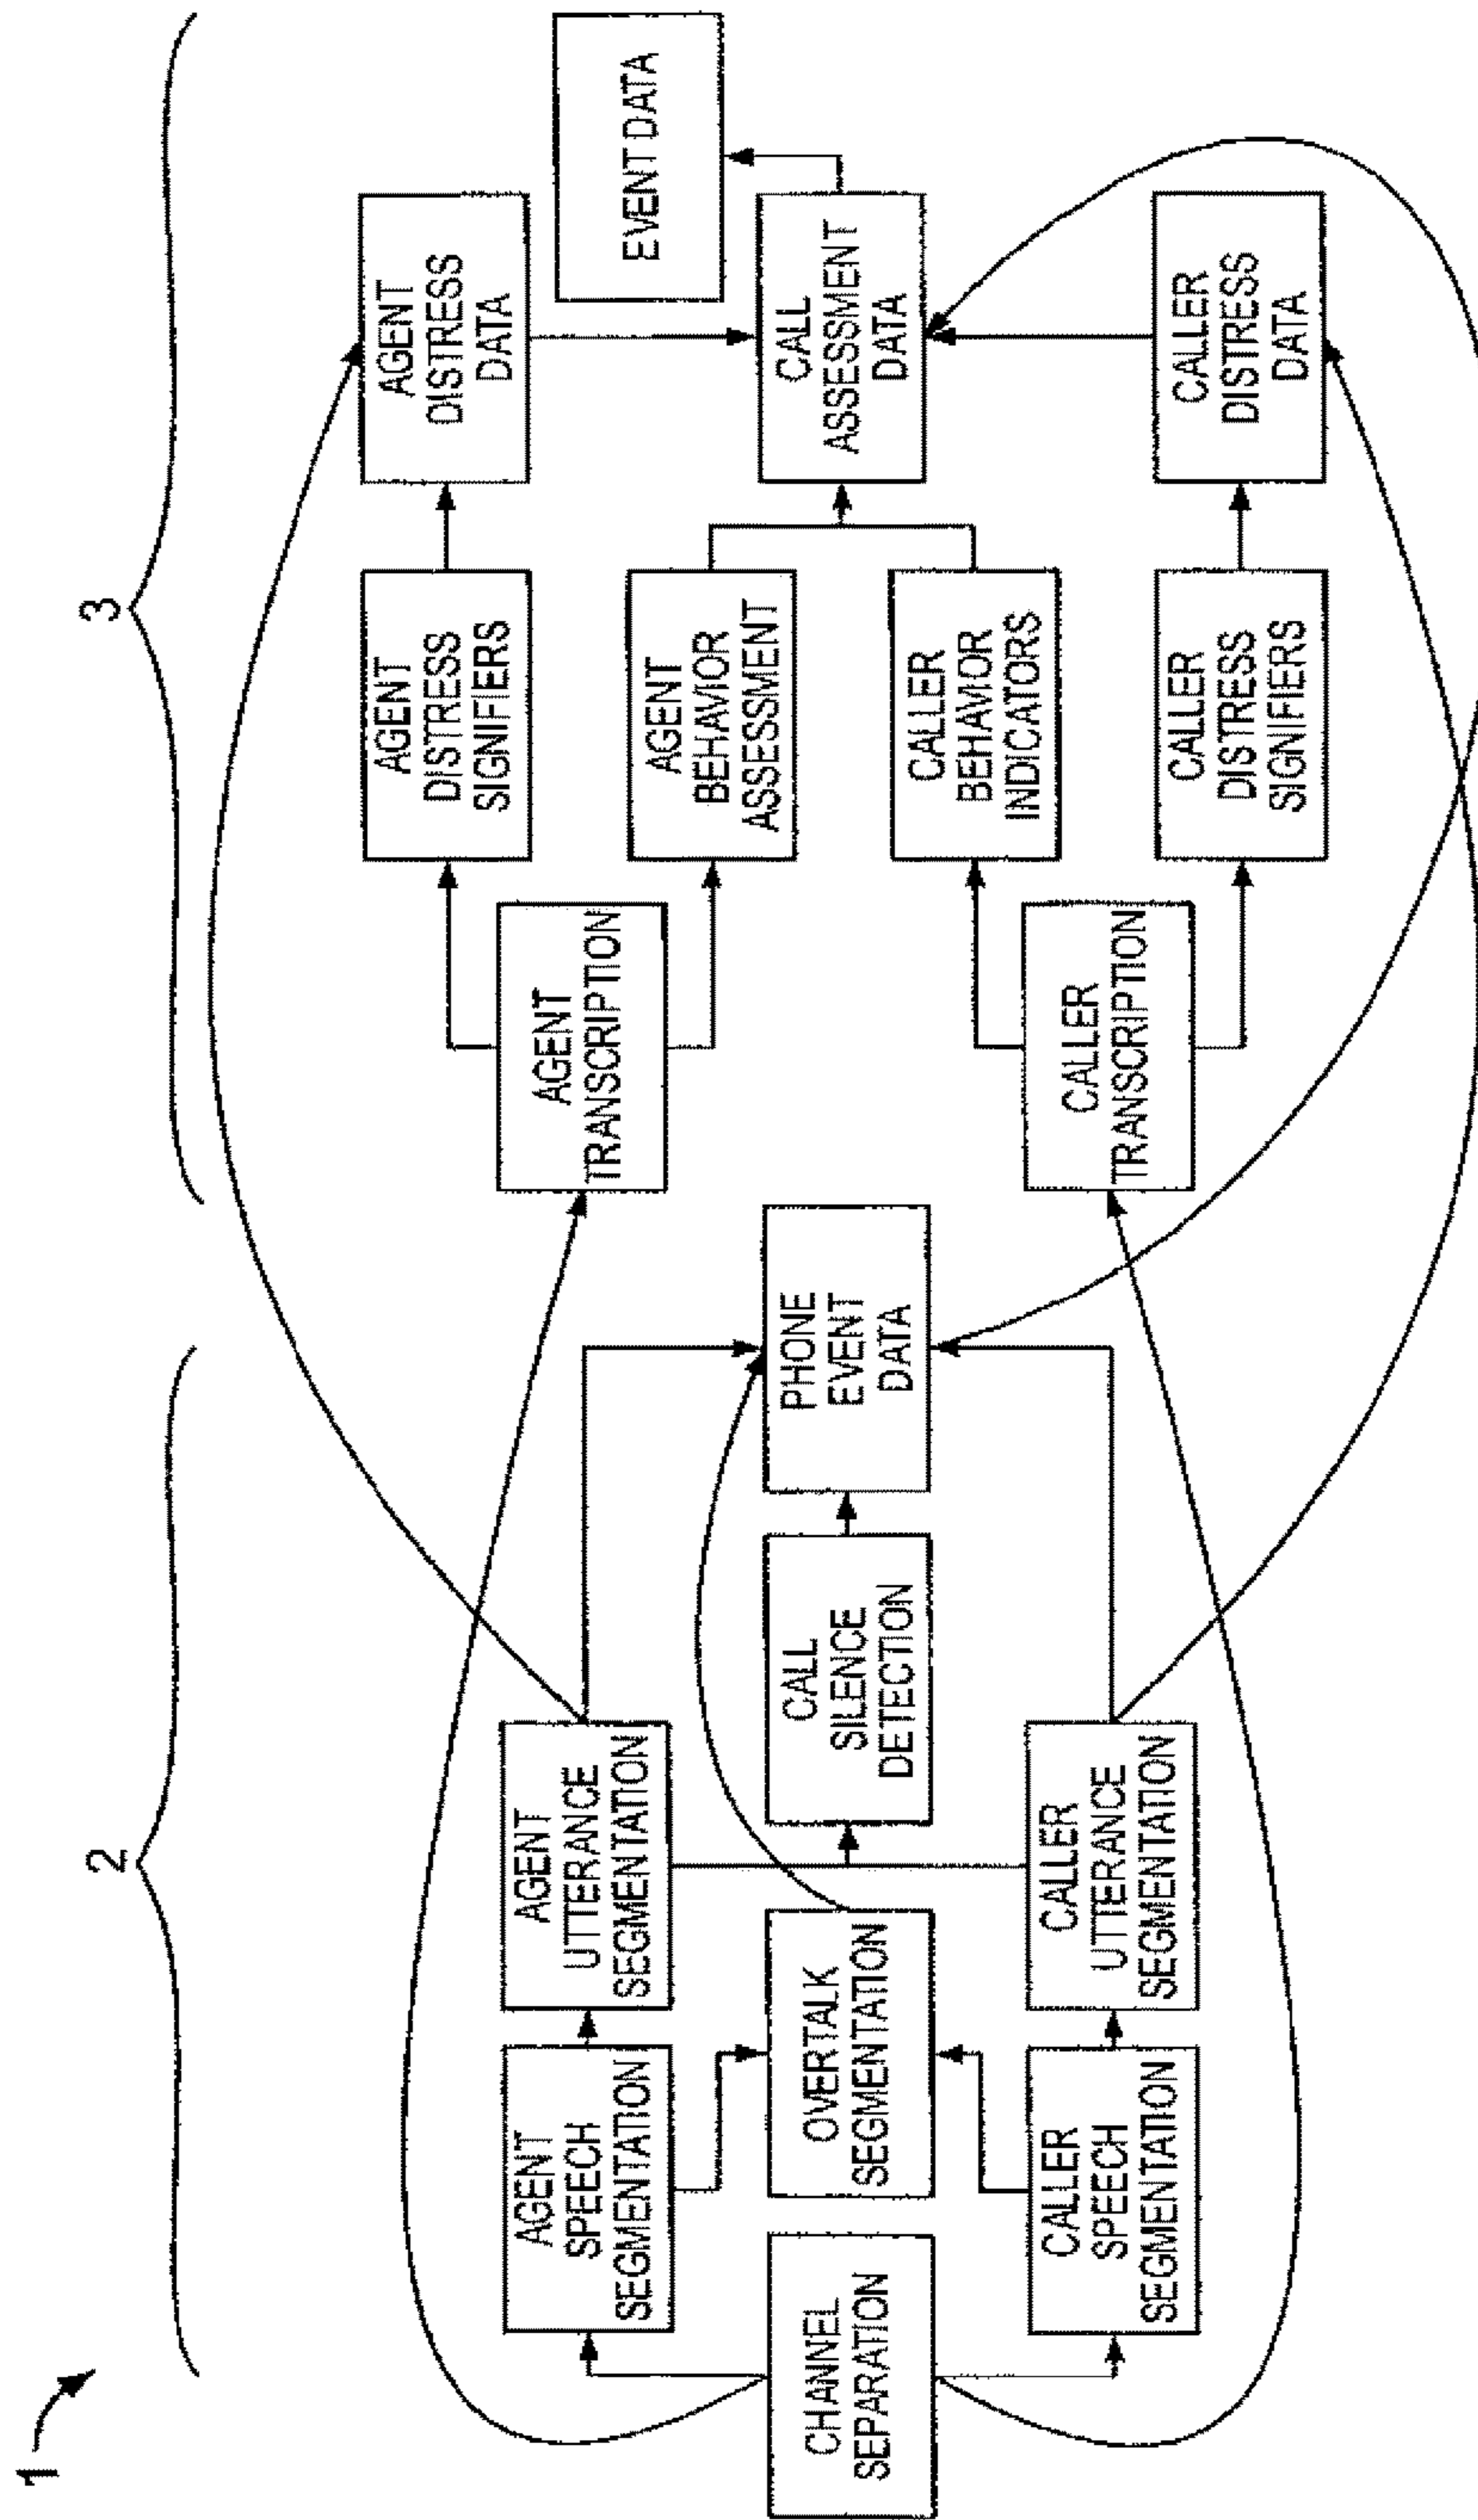 1
2
3
CHANNEL
SEPARATION
AGENT
SPEECH
SEGMENTATION
OVERTALK
SEGMENTATION
CALLER
SPEECH
SEGMENTATION
AGENT
UTTERANCE
SEGMENTATION
CALL
SILENCE
DETECTION
CALLER
UTTERANCE
SEGMENTATION
PHONE
EVENT
DATA
AGENT
TRANSCRIPTION
CALLER
TRANSCRIPTION
AGENT
DISTRESS
SIGNIFIERS
AGENT
BEHAVIOR
ASSESSMENT
CALLER
BEHAVIOR
INDICATORS
CALLER
DISTRESS
SIGNIFIERS
AGENT
DISTRESS
DATA
CALL
ASSESSMENT
DATA
CALLER
DISTRESS
DATA
EVENT DATA